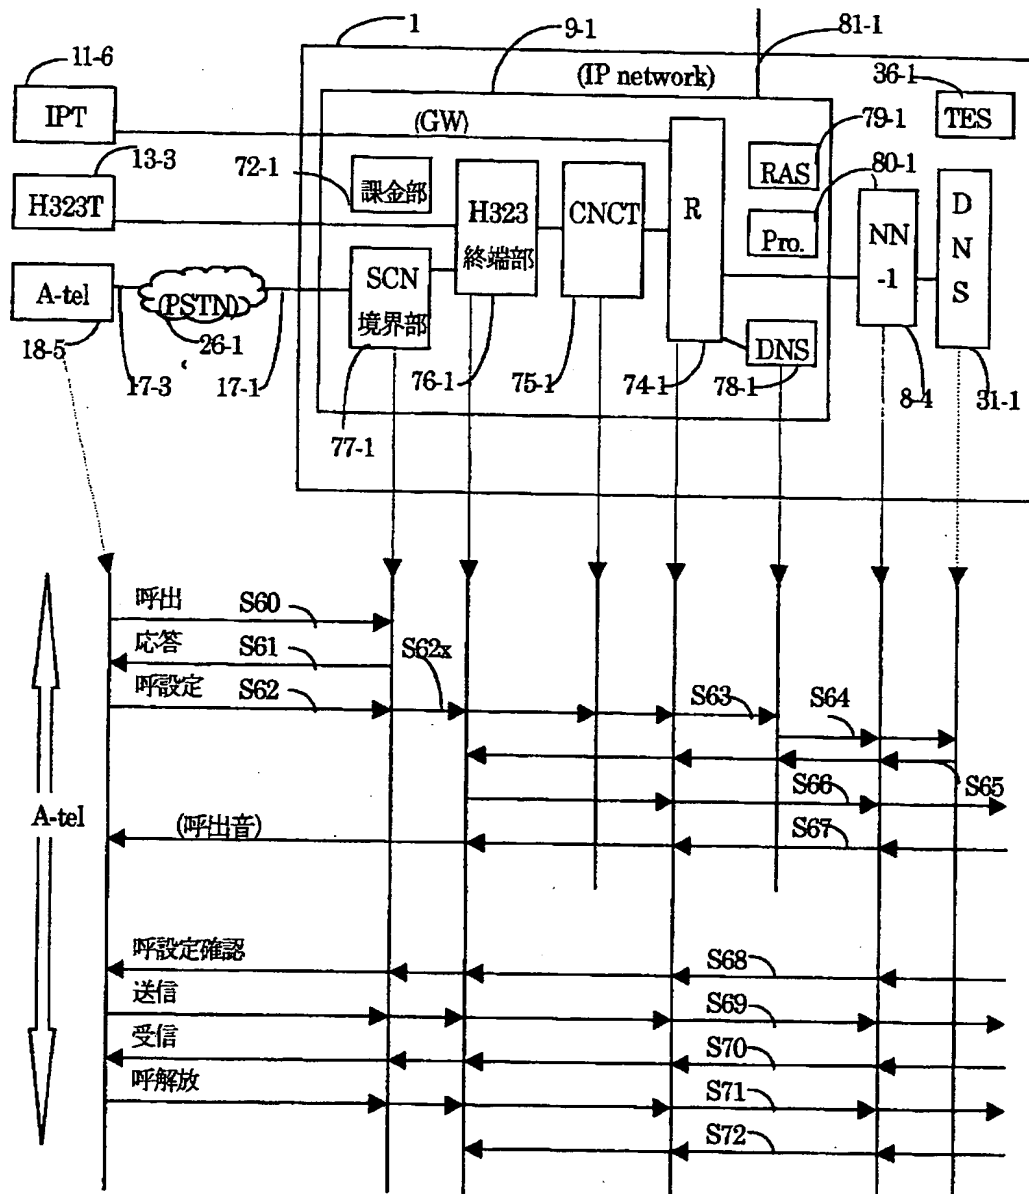 1
9-1
81-1
11-6
(IP network)
36-1
IPT
(GW)
79-1
TES
13-3
72-1
課金部
RAS
80-1
H323T
H323
終端部
CNCT
R
Pro.
NN
-1
D
N
S
A-tel
(PSTN)
SCN
境界部
DNS
18-5
26-1
17-3
17-1
76-1
75-1
74-1
78-1
8-4
31-1
77-1
呼出
S60
応答
S61
S62x
呼設定
S62
S63
S64
S65
S66
A-tel
(呼出音)
S67
呼設定確認
S68
送信
S69
受信
S70
呼解放
S71
S72